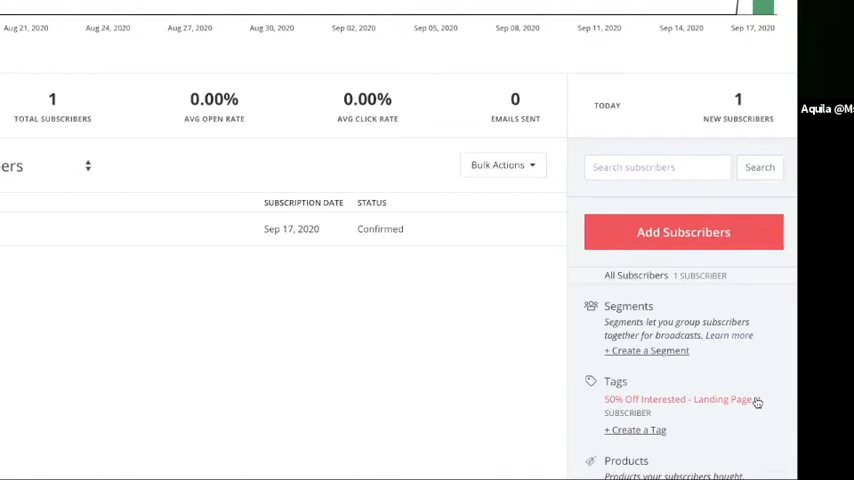 Aug 21, 2020 Aug 24, 2020 Aug 27, 2020 Aug 30, 2020 Sep 02, 2020 Sep 05, 2020 Sep 08, 2020 Sep 11, 2020 Sep 14, 2020 Sep 17, 2020
1 0.00% 0.00% 0 TODAY 1
TOTAL SUBSCRIBERS AVG OPEN RATE AVG CLICK RATE EMAILS SENT NEW SUBSCRIBERS
Aquila @M
ers Bulk Actions Search subscribers Search
SUBSCRIPTION DATE STATUS
Sep 17, 2020 Confirmed
Add Subscribers
All Subscribers 1 SUBSCRIBER
Segments
Segments let you group subscribers
together for broadcasts. Learn more
+ Create a Segment
Tags
50% Off Interested - Landing Page
SUBSCRIBER
+ Create a Tag
Products
Products your subscribers bought.